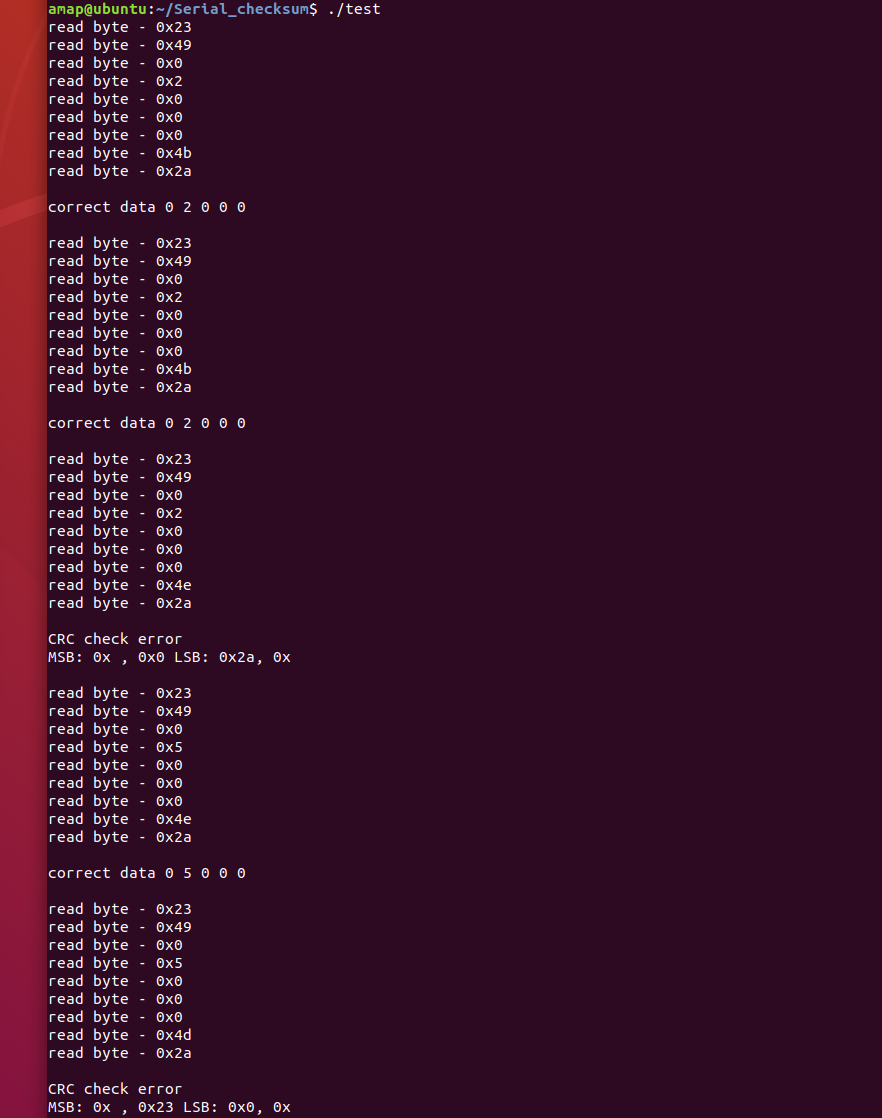 amap@ubuntu:~/Serial_checksum$ ./test
read byte - 0x23
read byte - 0x49
read byte - 0x0
read byte - 0x2
read byte - 0x0
read byte - 0x0
read byte - 0x0
read byte - 0x4b
read byte - 0x2a
correct data 0 2 0 0 0
read byte - 0x23
read byte - 0x49
read byte - 0x0
read byte - 0x2
read byte - 0x0
read byte - 0x0
read byte - 0x0
read byte - 0x4b
read byte - 0x2a
correct data 0 2 0 0 0
read byte - 0x23
read byte - 0x49
read byte - 0x0
read byte - 0x2
read byte - 0x0
read byte - 0x0
read byte - 0x0
read byte - 0x4e
read byte - 0x2a
CRC check error
MSB: 0x , 0x0 LSB: 0x2a, 0x
read byte - 0x23
read byte - 0x49
read byte - 0x0
read byte - 0x5
read byte - 0x0
read byte - 0x0
read byte - 0x0
read byte - 0x4e
read byte - 0x2a
correct data 0 5 0 0 0
read byte - 0x23
read byte - 0x49
read byte - 0x0
read byte - 0x5
read byte - 0x0
read byte - 0x0
read byte - 0x0
read byte - 0x4d
read byte - 0x2a
CRC check error
MSB: 0x , 0x23 LSB: 0x0, 0x